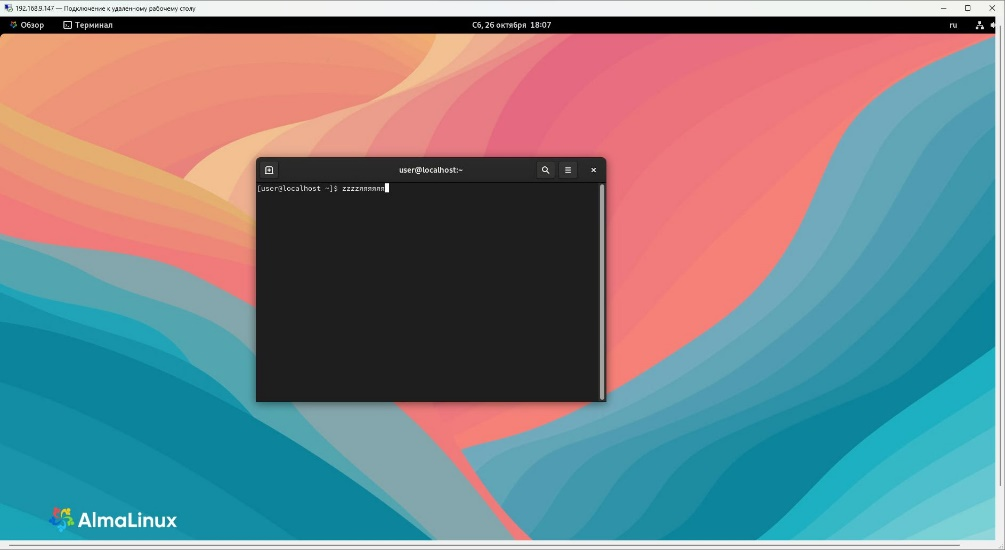 192.168.9.147 — Подключение к удаленному рабочему столу
Обзор
Терминал
Сб, 26 октября 18:07
ru
user@localhost:~
[user@localhost ~]$ zzzzяяяяяя
AlmaLinux